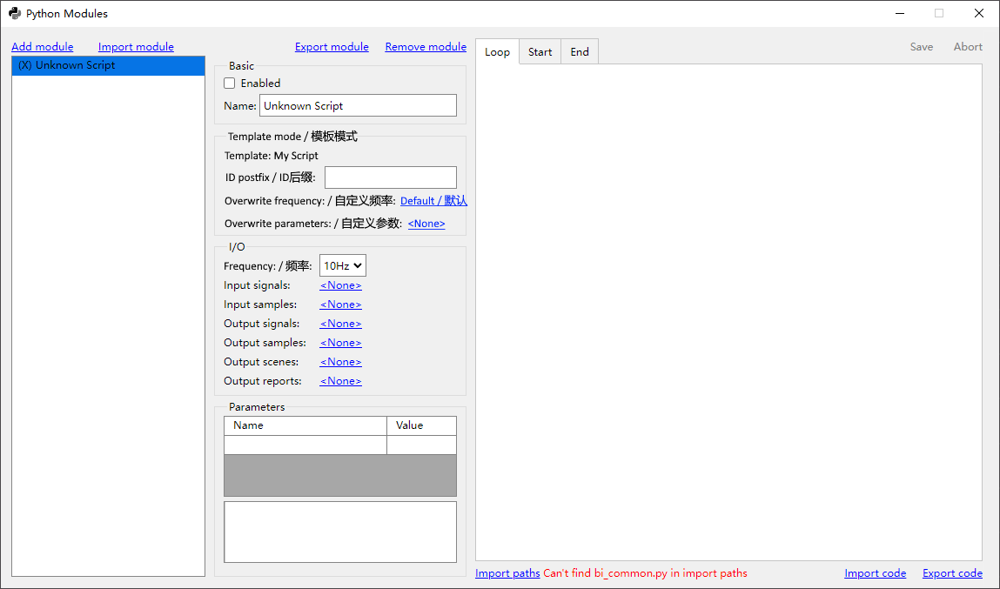 Python Modules
Add module Import module Export module Remove module
(X) Unknown Script
Basic
Enabled
Name: Unknown Script
Template mode / 模板模式
Template: My Script
ID postfix / ID后缀:
Overwrite frequency: / 自定义频率: Default / 默认
Overwrite parameters: / 自定义参数: <None>
I/O
Frequency: / 频率: 10Hz
Input signals: <None>
Input samples: <None>
Output signals: <None>
Output samples: <None>
Output scenes: <None>
Output reports: <None>
Parameters
Name Value
Loop Start End Save Abort
Import paths Can't find bi_common.py in import paths Import code Export code